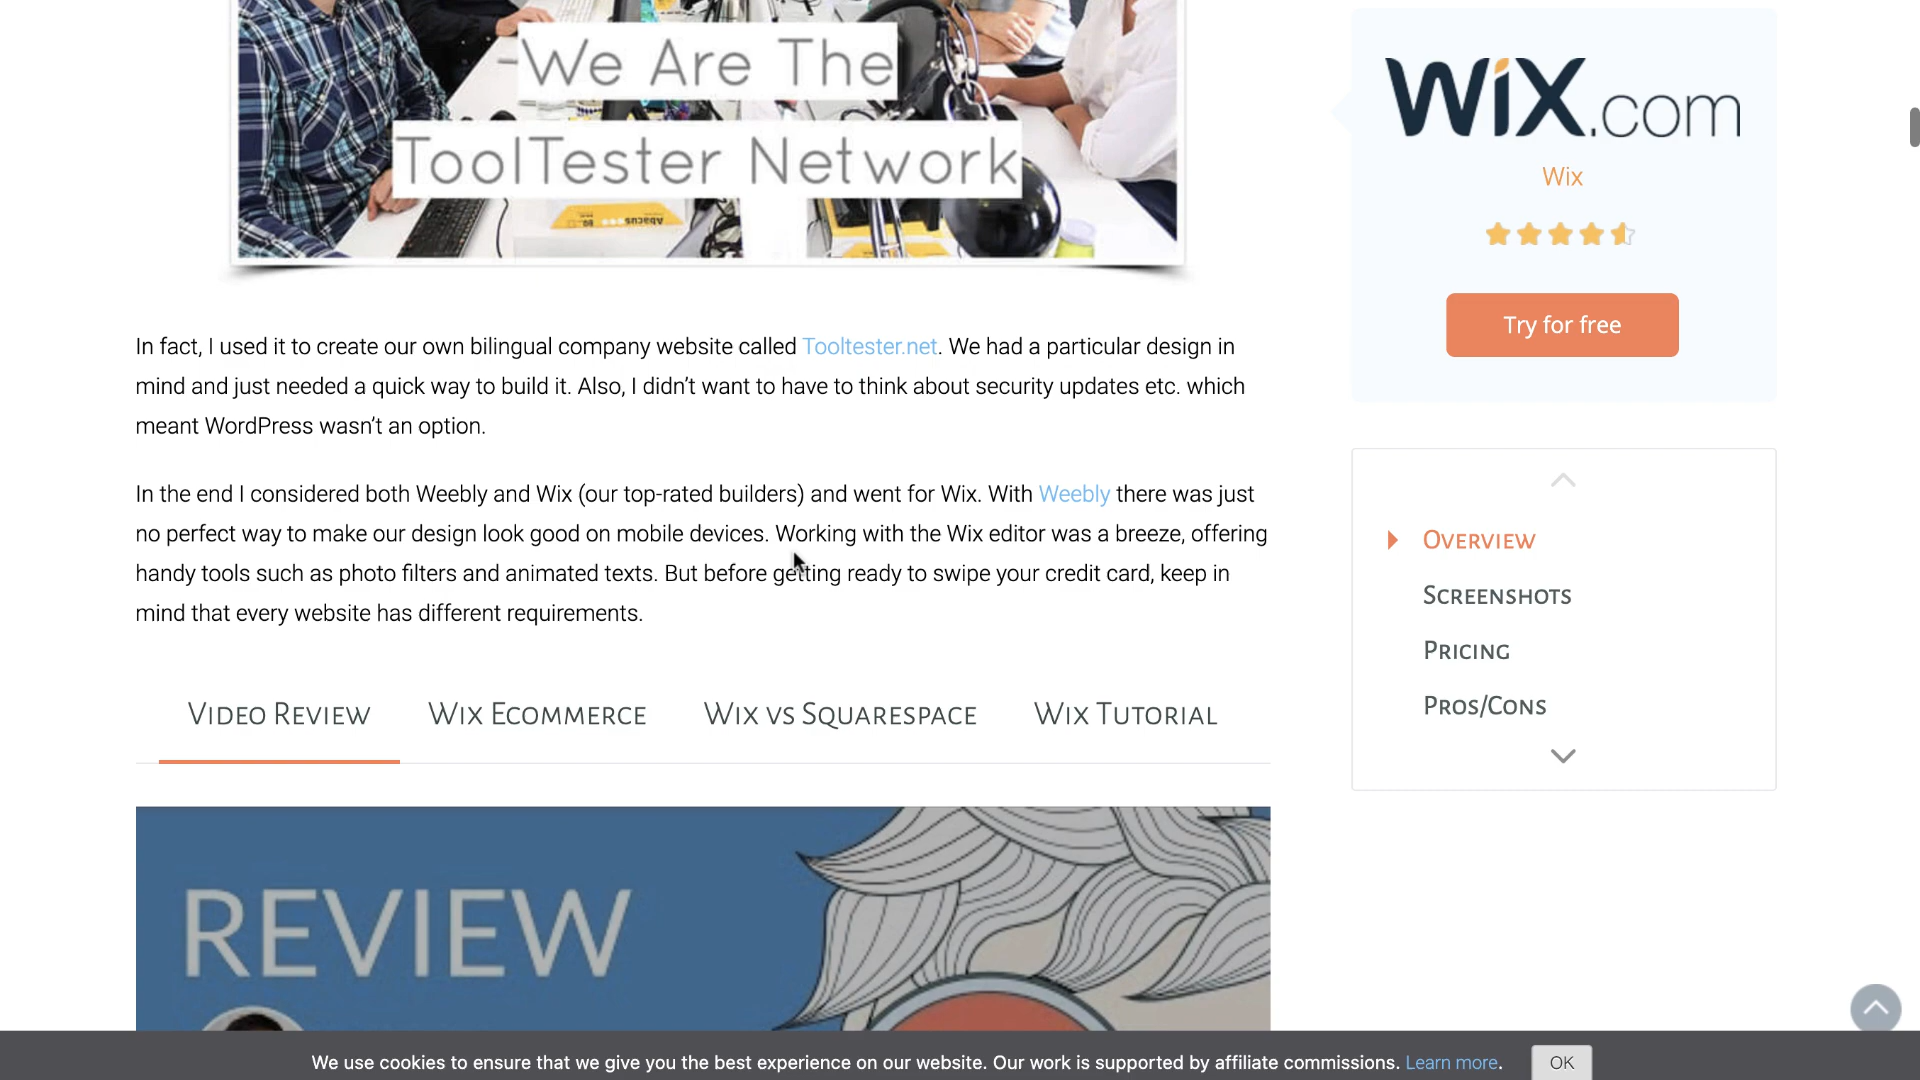 We Are The
ToolTester Network
In fact, I used it to create our own bilingual company website called Tooltester.net. We had a particular design in
mind and just needed a quick way to build it. Also, I didn’t want to have to think about security updates etc. which
meant WordPress wasn’t an option.
In the end I considered both Weebly and Wix (our top-rated builders) and went for Wix. With Weebly there was just
no perfect way to make our design look good on mobile devices. Working with the Wix editor was a breeze, offering
handy tools such as photo filters and animated texts. But before getting ready to swipe your credit card, keep in
mind that every website has different requirements.
Video Review Wix Ecommerce Wix vs Squarespace Wix Tutorial
REVIEW
WiX.com
Wix
Try for free
Overview
Screenshots
Pricing
Pros/Cons
We use cookies to ensure that we give you the best experience on our website. Our work is supported by affiliate commissions. Learn more. OK